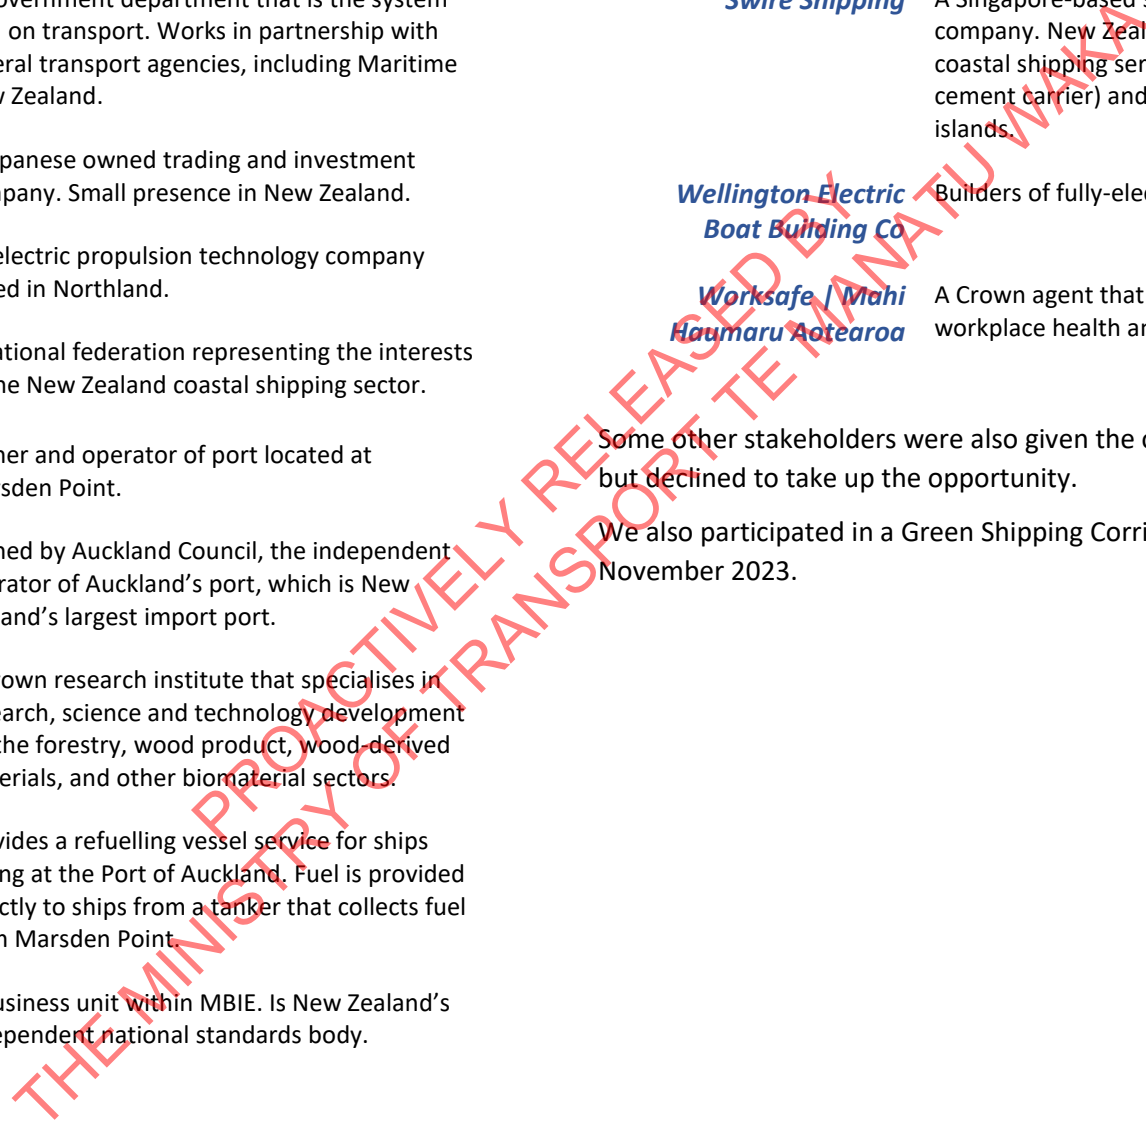 overnment department that is the system
on transport. Works in partnership with
eral transport agencies, including Maritime
Zealand.
panese owned trading and investment
pany. Small presence in New Zealand.
electric propulsion technology company
ed in Northland.
ational federation representing the interests
he New Zealand coastal shipping sector.
ner and operator of port located at
rsden Point.
ned by Auckland Council, the independent
rator of Auckland's port, which is New
and's largest import port.
rown research institute that specialises in
earch, science and technology development
the forestry, wood product, wood-derived
erials, and other biomaterial sectors.
vides a refuelling vessel service for ships
ng at the Port of Auckland. Fuel is provided
ctly to ships from a tanker that collects fuel
Marsden Point.
usiness unit within MBIE. Is New Zealand's
ependent national standards body.
Swire Shipping
A Singapore-based s
company. New Zeal
coastal shipping ser
cement carrier) and
islands.
Wellington Electric
Boat Building Co
Builders of fully-elec
Worksafe | Mahi
Haumaru Aotearoa
A Crown agent that
workplace health an
Some other stakeholders were also given the
but declined to take up the opportunity.
We also participated in a Green Shipping Corri
November 2023.
PROACTIVELY RELEASED BY
THE MINISTRY OF TRANSPORT TE MANATU WAKA